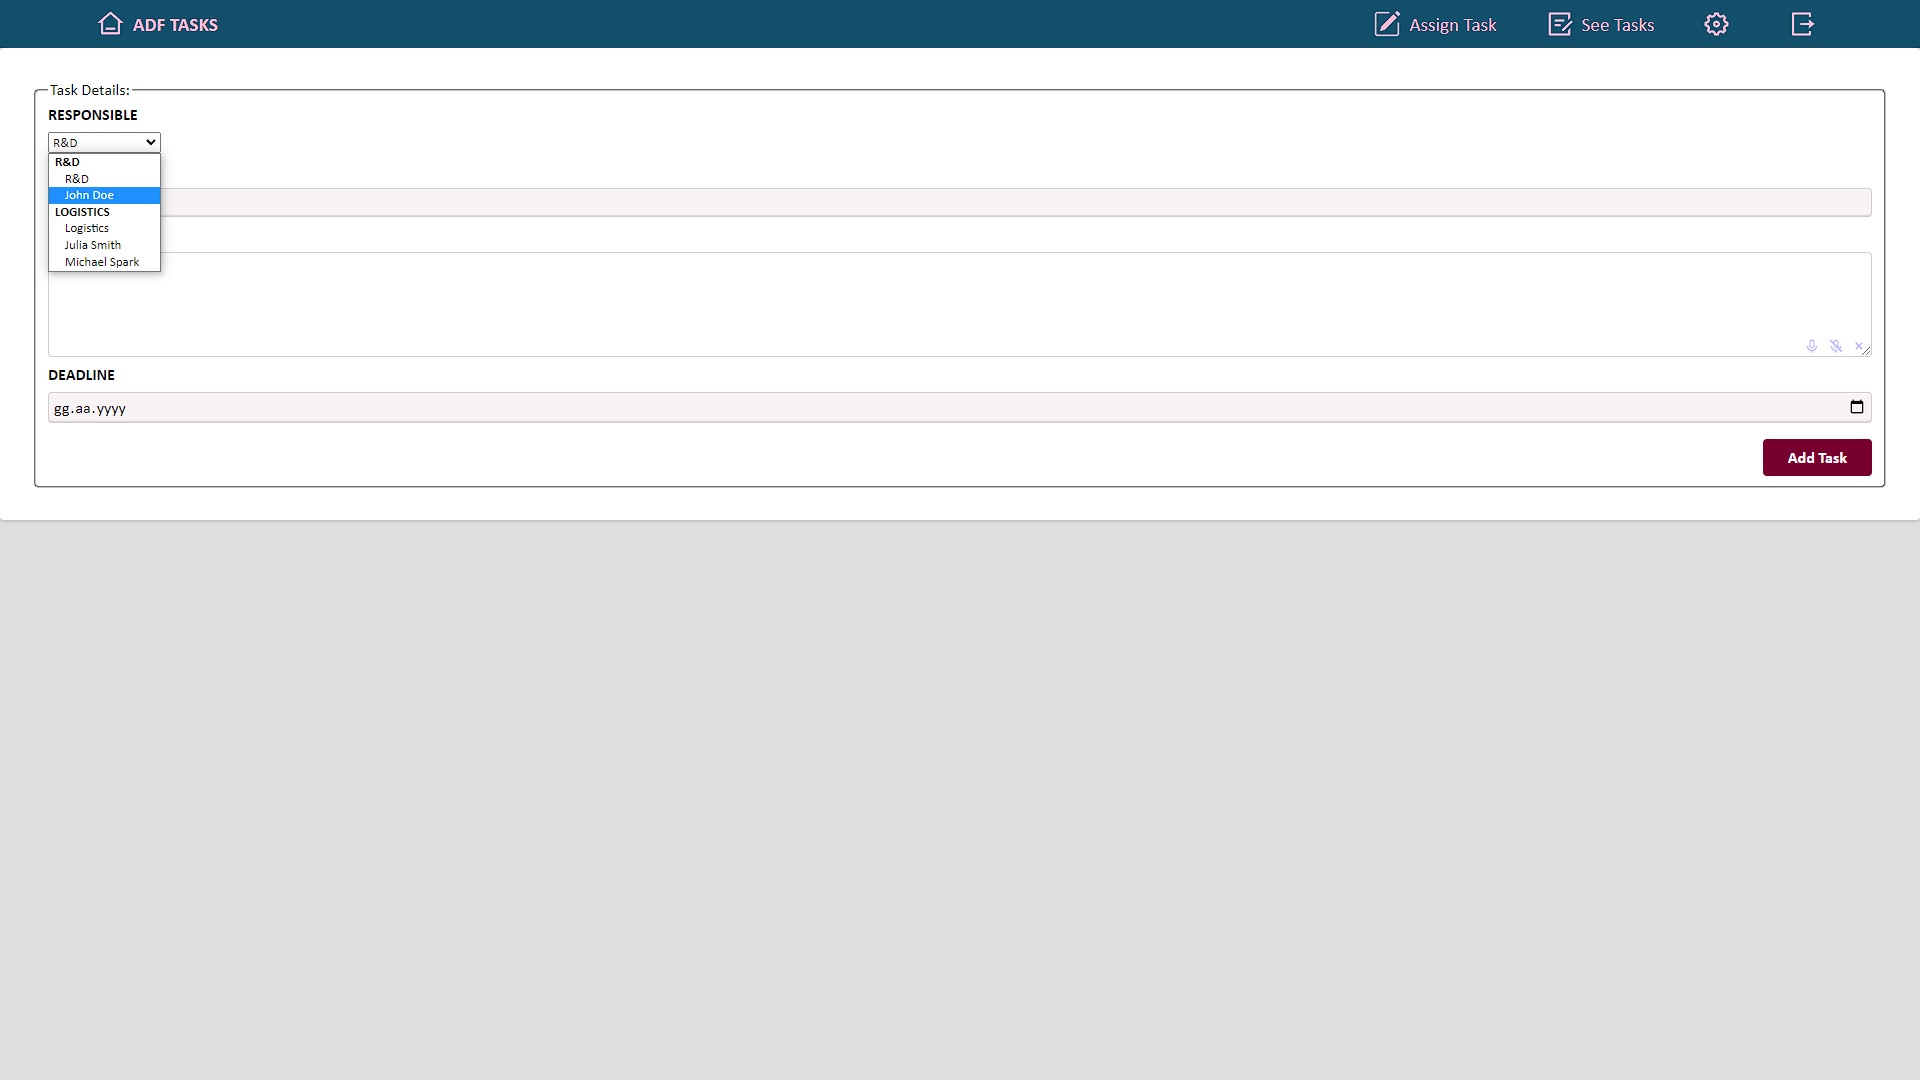 ADF TASKS
Assign Task
See Tasks
Task Details:
RESPONSIBLE
R&D
R&D
R&D
John Doe
LOGISTICS
Logistics
Julia Smith
Michael Spark
DEADLINE
gg.aa.yyyy
Add Task